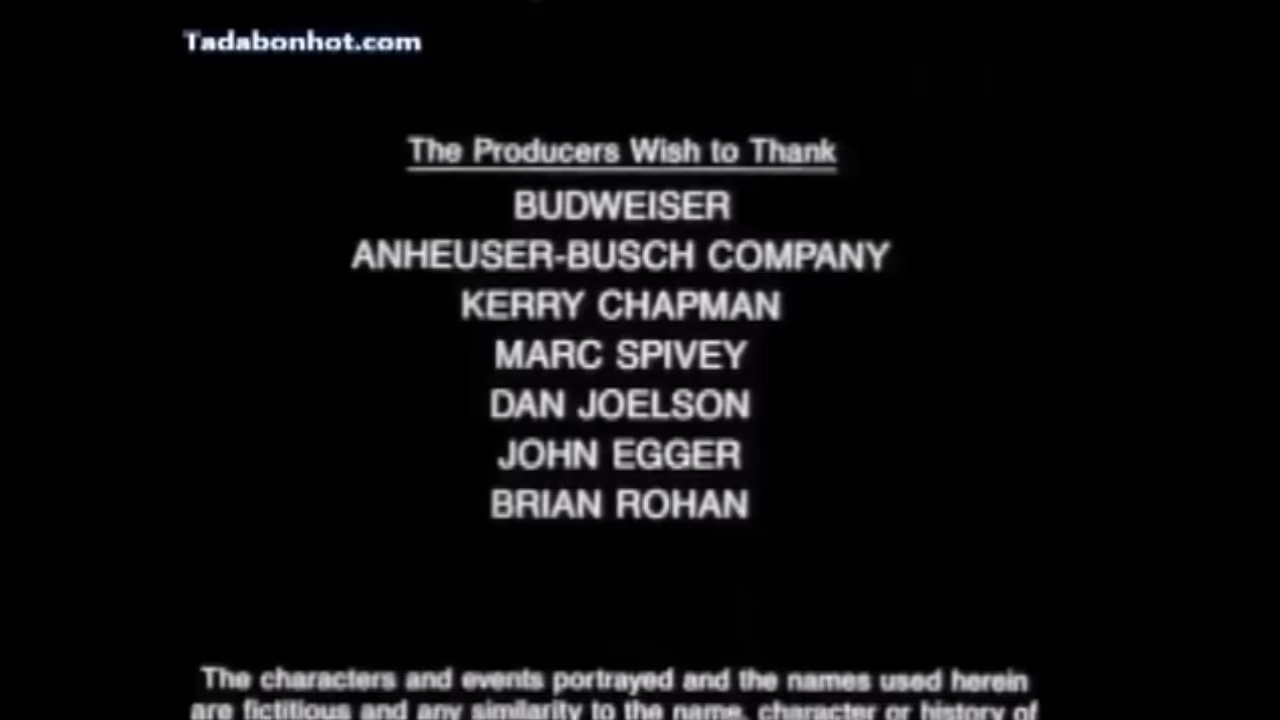 Tadabonhot.com
The Producers Wish to Thank
BUDWEISER
ANHEUSER-BUSCH COMPANY
KERRY CHAPMAN
MARC SPIVEY
DAN JOELSON
JOHN EGGER
BRIAN ROHAN
The characters and events portrayed and the names used herein
are fictitious and any similarity to the name, character or history of